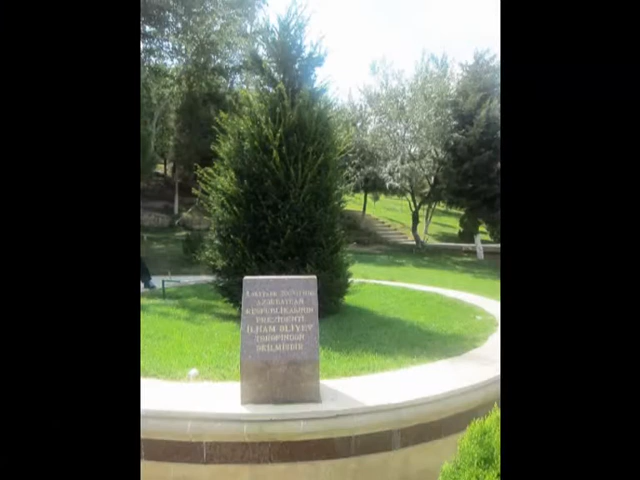 AZƏRBAYCAN
RESPUBLİKASININ
PREZİDENTİ
İLHAM ƏLİYEV
TƏRƏFİNDƏN
ƏKİLMİŞDİR